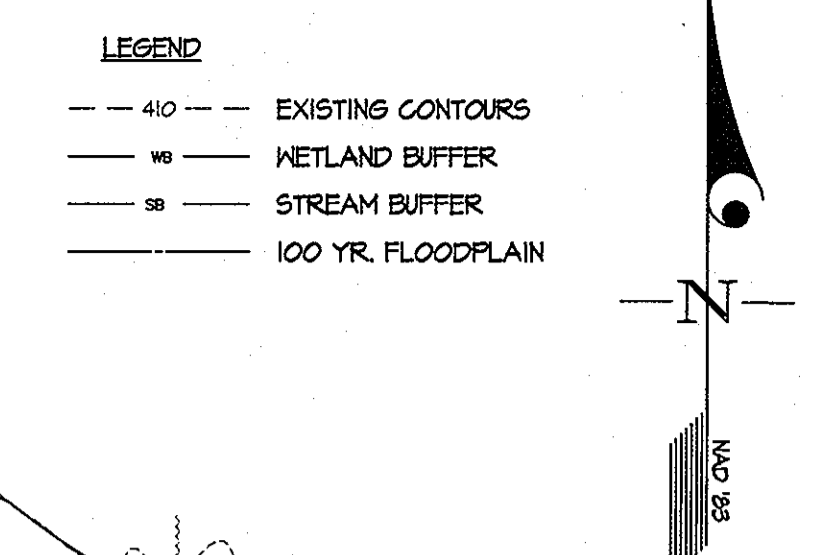 LEGEND
410 EXISTING CONTOURS
WB WETLAND BUFFER
SB STREAM BUFFER
100 YR. FLOODPLAIN
N
NAD '83